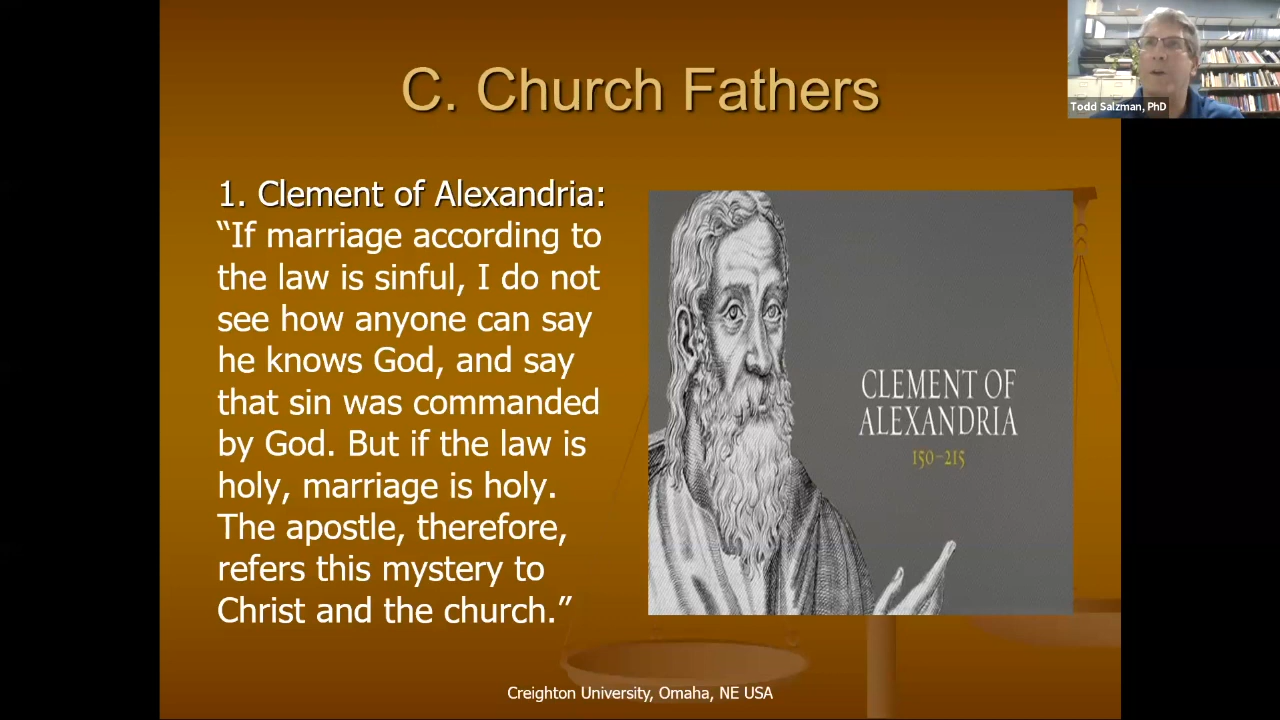 C. Church Fathers
Todd Salzman, PhD
1. Clement of Alexandria:
“If marriage according to
the law is sinful, I do not
see how anyone can say
he knows God, and say
that sin was commanded
by God. But if the law is
holy, marriage is holy.
The apostle, therefore,
refers this mystery to
Christ and the church.”
CLEMENT OF
ALEXANDRIA
150–215
Creighton University, Omaha, NE USA